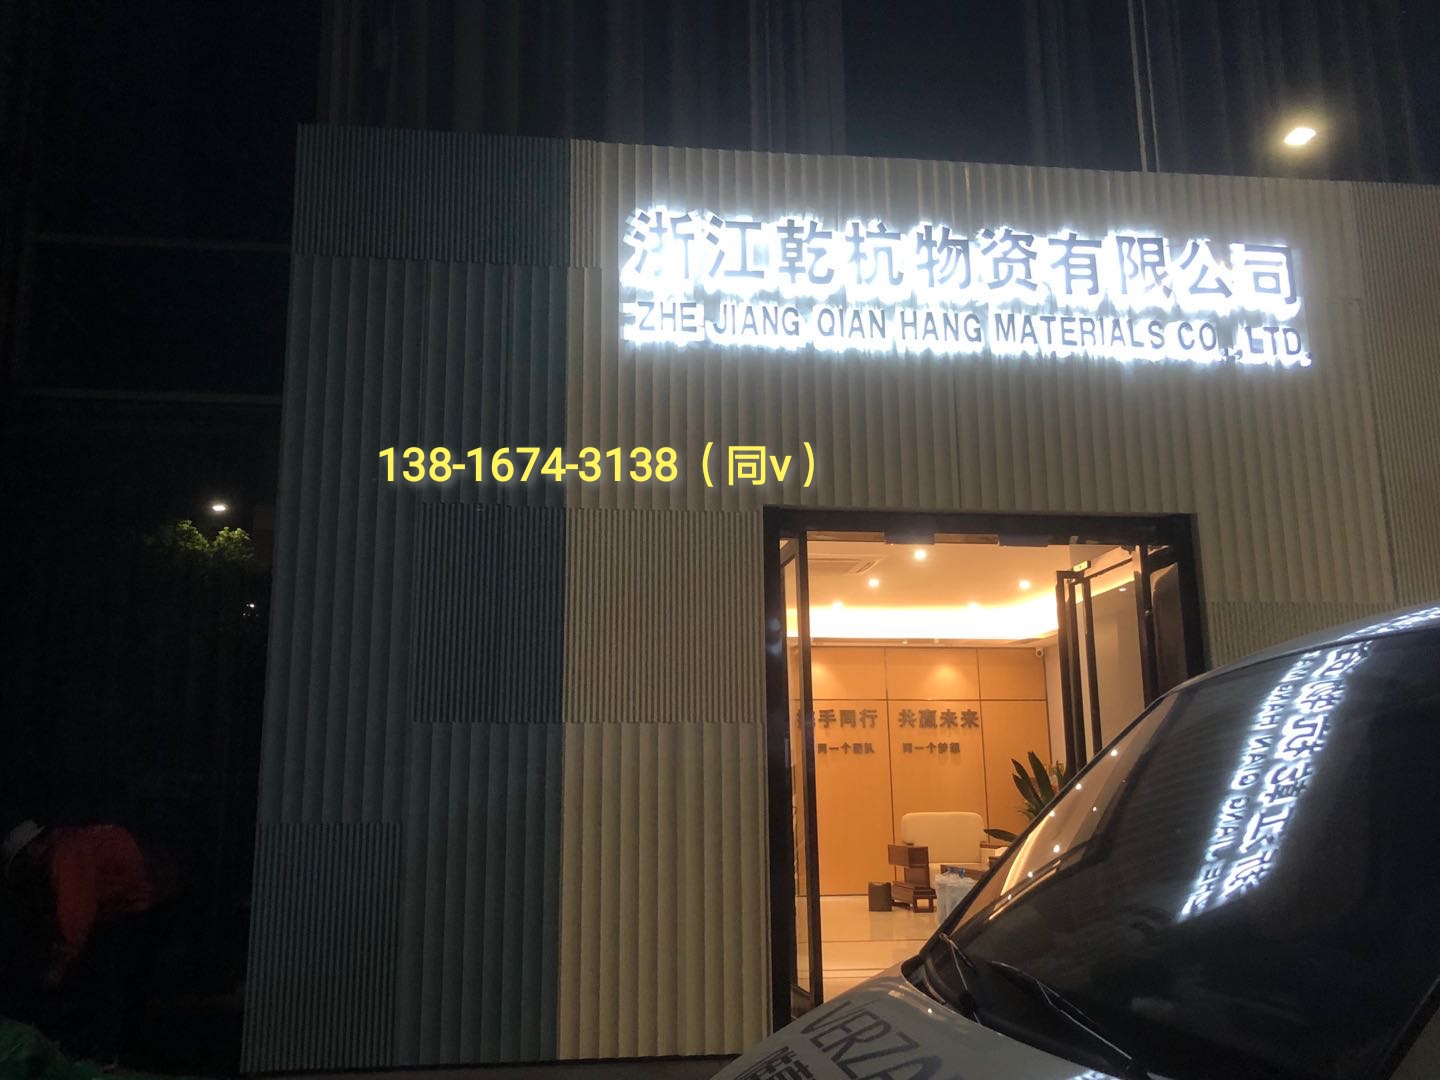 浙江乾杭物资有限公司
ZHE JIANG QIAN HANG MATERIALS CO.,LTD.
138-1674-3138（同v）
手同行 共赢未来
同一个团队 同一个梦想
VERZA